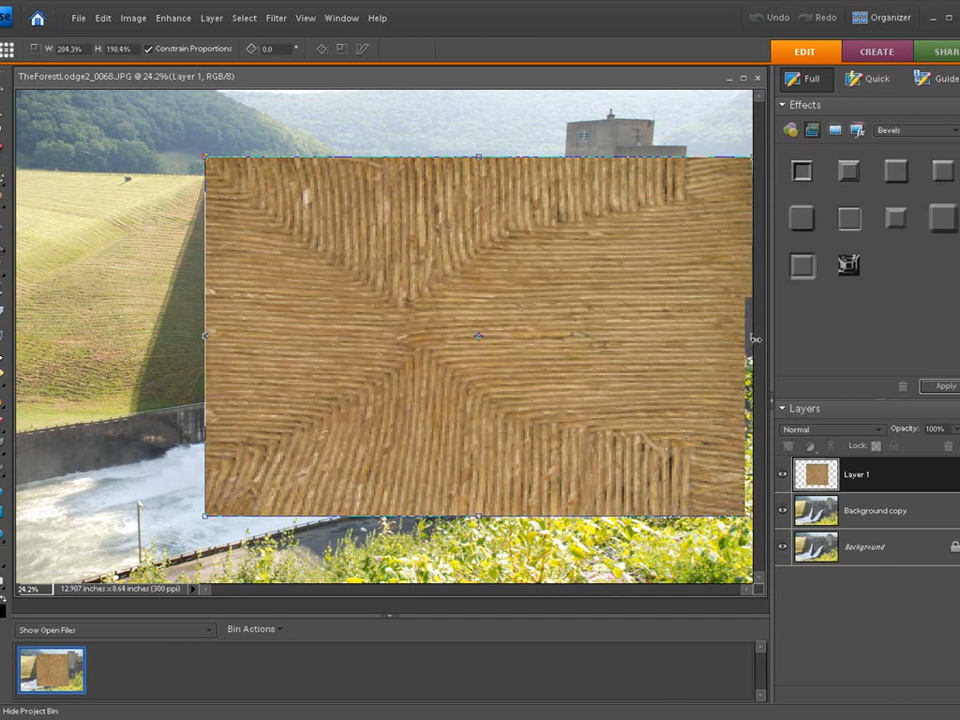 se File Edit Image Enhance Layer Select Filter View Window Help Undo Redo Organizer
W: 284.3% H: 198.4% Constrain Proportions 0.0 ° EDIT CREATE SHAR
TheForestLodge2_0068.JPG @ 24.2%(Layer 1, RGB/8) Full Quick Guide
Effects
Bevels
Apply
Layers
Normal Opacity: 100%
Lock:
Layer 1
Background copy
Background
24.2% 12.907 inches x 8.64 inches (300 ppi)
Show Open Files Bin Actions
Hide Project Bin